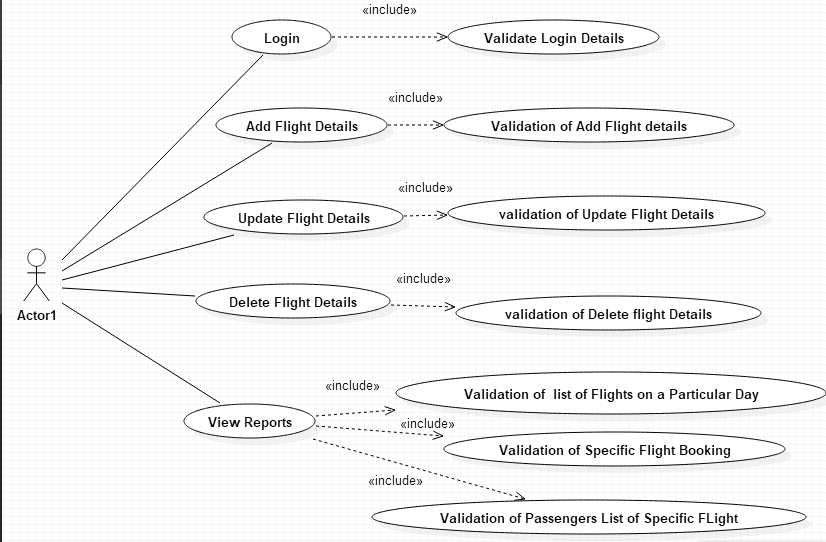 «include»
Login
Validate Login Details
«include»
Add Flight Details
Validation of Add Flight details
«include»
Update Flight Details
validation of Update Flight Details
«include»
Delete Flight Details
validation of Delete flight Details
Actor1
«include»
Validation of  list of Flights on a Particular Day
View Reports
«include»
Validation of Specific Flight Booking
«include»
Validation of Passengers List of Specific FLight